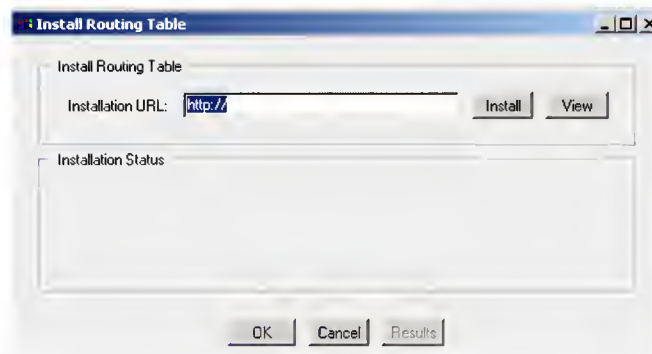 Install Routing Table
Install Routing Table
Installation URL: http:// Install View
Installation Status
OK Cancel Results